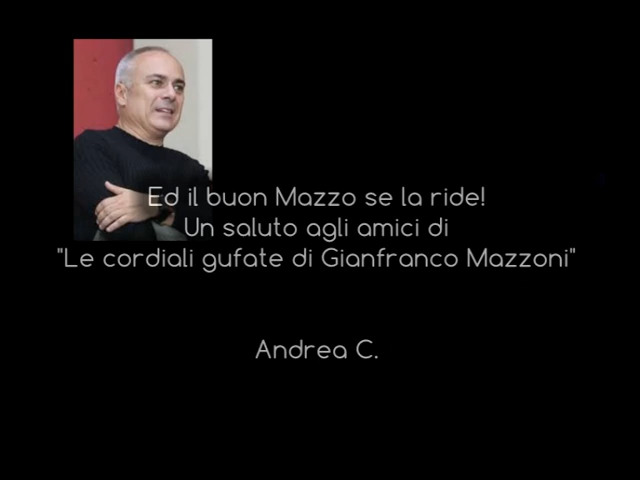 Ed il buon Mazzo se la ride!
Un saluto agli amici di
"Le cordiali gufate di Gianfranco Mazzoni"
Andrea C.